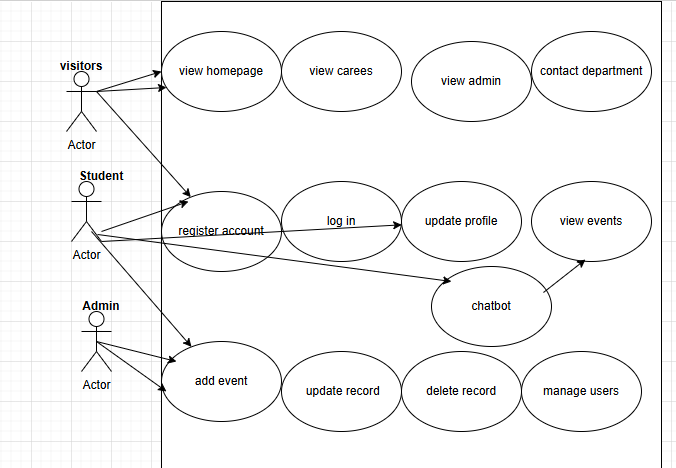 visitors
Actor
view homepage
view carees
view admin
contact department
Student
Actor
register account
log in
update profile
view events
chatbot
Admin
Actor
add event
update record
delete record
manage users